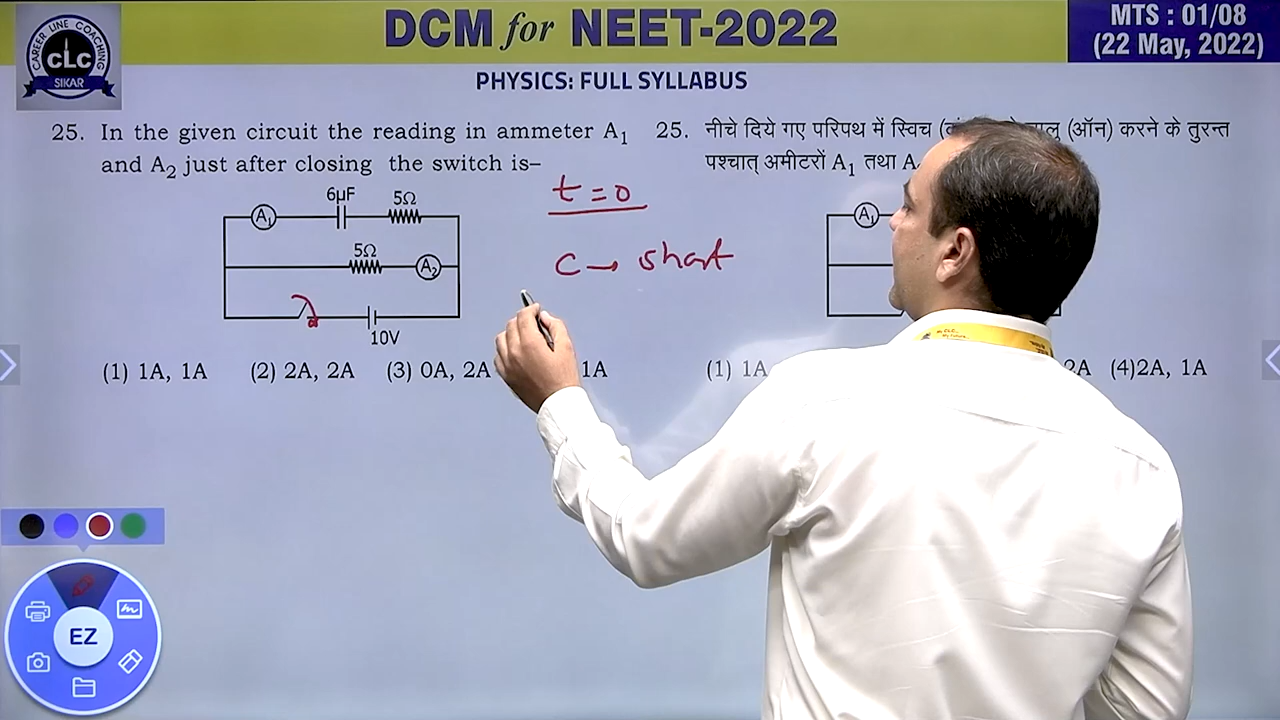 DCM for NEET-2022
MTS : 01/08
(22 May, 2022)
CAREER LINE COACHING
CLC
SIKAR
PHYSICS: FULL SYLLABUS
25. In the given circuit the reading in ammeter A₁
and A₂ just after closing the switch is–
6µF
5Ω
A₁
5Ω
A₂
10V
(1) 1A, 1A (2) 2A, 2A (3) 0A, 2A 1A
t = 0
C → short
25. नीचे दिये गए परिपथ में स्विच (ऑन) करने के तुरन्त
पश्चात् अमीटरों A₁ तथा
A₁
(1) 1A 2A (4)2A, 1A
EZ